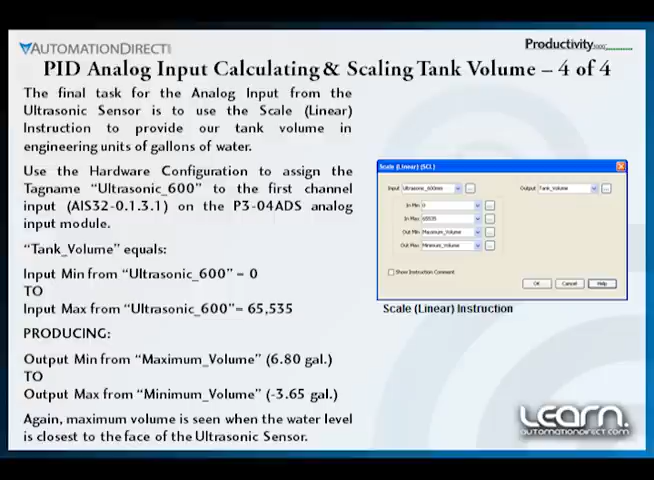 AUTOMATIONDIRECT
Productivity3000
PID Analog Input Calculating & Scaling Tank Volume – 4 of 4
The final task for the Analog Input from the
Ultrasonic Sensor is to use the Scale (Linear)
Instruction to provide our tank volume in
engineering units of gallons of water.
Use the Hardware Configuration to assign the
Tagname “Ultrasonic_600” to the first channel
input (AIS32-0.1.3.1) on the P3-04ADS analog
input module.
“Tank_Volume” equals:
Input Min from “Ultrasonic_600” = 0
TO
Input Max from “Ultrasonic_600”= 65,535
PRODUCING:
Output Min from “Maximum_Volume” (6.80 gal.)
TO
Output Max from “Minimum_Volume” (-3.65 gal.)
Again, maximum volume is seen when the water level
is closest to the face of the Ultrasonic Sensor.
Scale (Linear) (SCL)
Input Ultrasonic_600mm ... Output Tank_Volume ...
In Min 0 ...
In Max 65535 ...
Out Min Maximum_Volume ...
Out Max Minimum_Volume ...
Show Instruction Comment
OK Cancel Help
Scale (Linear) Instruction
LEARN.
AUTOMATIONDIRECT.COM